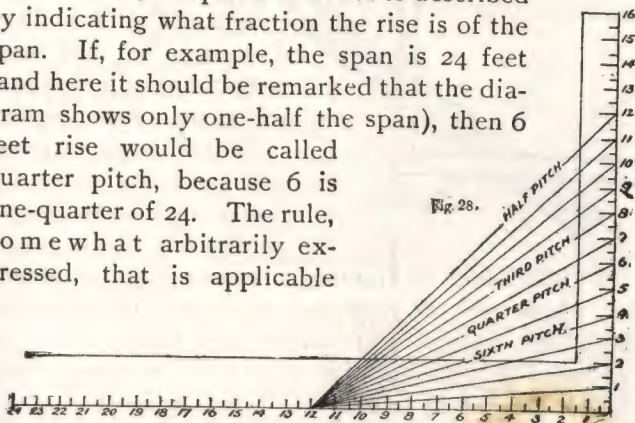 y indicating what fraction the rise is of the
pan. If, for example, the span is 24 feet
and here it should be remarked that the dia-
ram shows only one-half the span), then 6
eet rise would be called
uarter pitch, because 6 is
ne-quarter of 24. The rule,
omewhat arbitrarily ex-
ressed, that is applicable
Fig. 28.
HALF PITCH
THIRD PITCH
QUARTER PITCH
SIXTH PITCH
16
15
14
13
12
11
10
9
8
7
6
5
4
3
2
1
24 23 22 21 20 19 18 17 16 15 14 13 12 11 10 9 8 7 6 5 4 3 2 1